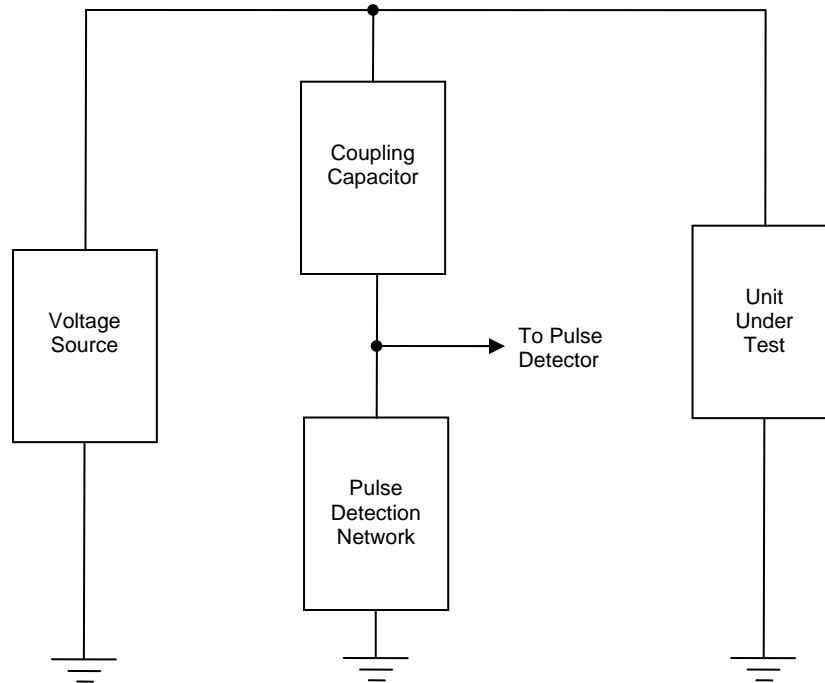 Coupling
Capacitor
Voltage
Source
To Pulse
Detector
Unit
Under
Test
Pulse
Detection
Network